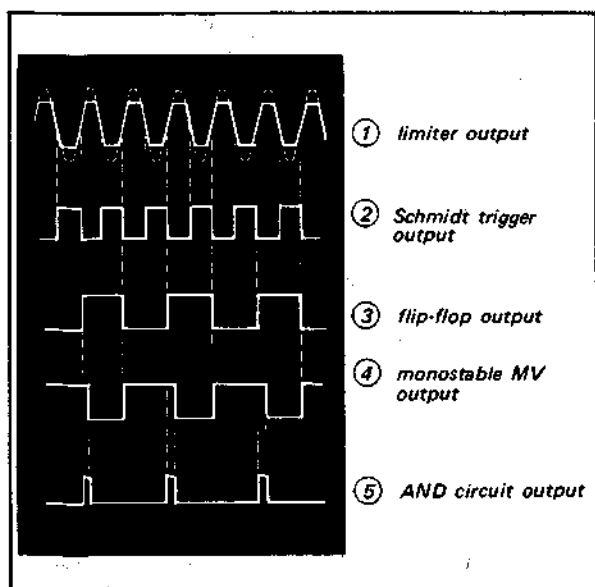 ① limiter output
② Schmidt trigger
output
③ flip-flop output
④ monostable MV
output
⑤ AND circuit output